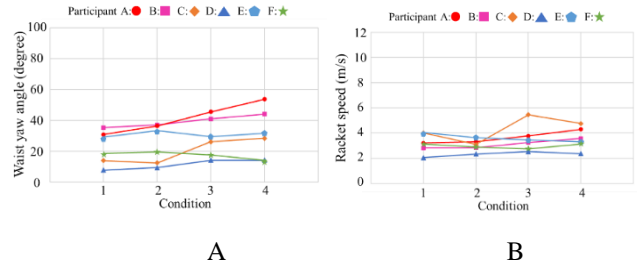 Participant A: B: C: D: E: F:
Waist yaw angle (degree)
100
80
60
40
20
0
1 2 3 4
Condition
A
Participant A: B: C: D: E: F:
Racket speed (m/s)
12
10
8
6
4
2
0
1 2 3 4
Condition
B